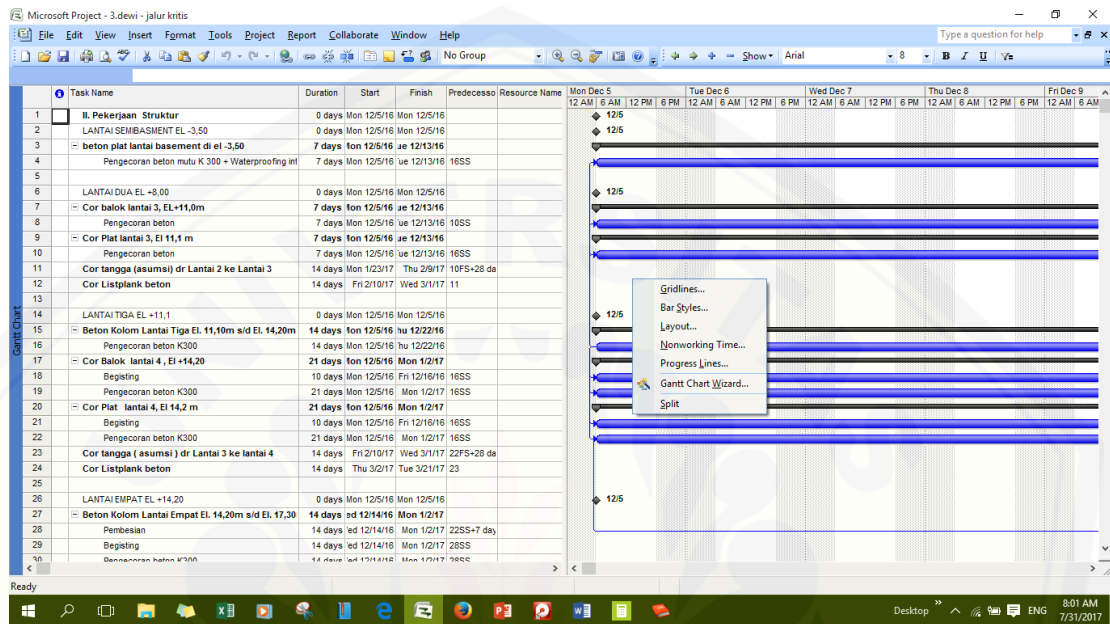 Microsoft Project - 3.dewi - jalur kritis
File Edit View Insert Format Tools Project Report Collaborate Window Help
Type a question for help
No Group Show Arial 8 B I U
Task Name Duration Start Finish Predecesso Resource Name
Mon Dec 5 Tue Dec 6 Wed Dec 7 Thu Dec 8 Fri Dec 9
12 AM 6 AM 12 PM 6 PM 12 AM 6 AM 12 PM 6 PM 12 AM 6 AM 12 PM 6 PM 12 AM 6 AM 12 PM 6 PM 12 AM 6 AM
1 II. Pekerjaan Struktur 0 days Mon 12/5/16 Mon 12/5/16 12/5
2 LANTAI SEMIBASMENT EL -3,50 0 days Mon 12/5/16 Mon 12/5/16 12/5
3 beton plat lantai basement di el -3,50 7 days Mon 12/5/16 ue 12/13/16
4 Pengecoran beton mutu K 300 + Waterproofing int 7 days Mon 12/5/16 ue 12/13/16 16SS
5
6 LANTAI DUA EL +8,00 0 days Mon 12/5/16 Mon 12/5/16 12/5
7 Cor balok lantai 3, EL+11,0m 7 days Mon 12/5/16 ue 12/13/16
8 Pengecoran beton 7 days Mon 12/5/16 ue 12/13/16 10SS
9 Cor Plat lantai 3, El 11,1 m 7 days Mon 12/5/16 ue 12/13/16
10 Pengecoran beton 7 days Mon 12/5/16 ue 12/13/16 16SS
11 Cor tangga (asumsi) dr Lantai 2 ke Lantai 3 14 days Mon 1/23/17 Thu 2/9/17 10FS+28 da
12 Cor Listplank beton 14 days Fri 2/10/17 Wed 3/1/17 11
13
14 LANTAI TIGA EL +11,1 0 days Mon 12/5/16 Mon 12/5/16 12/5
15 Beton Kolom Lantai Tiga El. 11,10m s/d El. 14,20m 14 days Mon 12/5/16 hu 12/22/16
16 Pengecoran beton K300 14 days Mon 12/5/16 hu 12/22/16
17 Cor Balok lantai 4 , El +14,20 21 days Mon 12/5/16 Mon 1/2/17
18 Begisting 10 days Mon 12/5/16 Fri 12/16/16 16SS
19 Pengecoran beton K300 21 days Mon 12/5/16 Mon 1/2/17 16SS
20 Cor Plat lantai 4, El 14,2 m 21 days Mon 12/5/16 Mon 1/2/17
21 Begisting 10 days Mon 12/5/16 Fri 12/16/16 16SS
22 Pengecoran beton K300 21 days Mon 12/5/16 Mon 1/2/17 16SS
23 Cor tangga ( asumsi ) dr Lantai 3 ke lantai 4 14 days Fri 2/10/17 Wed 3/1/17 22FS+28 da
24 Cor Listplank beton 14 days Thu 3/2/17 Tue 3/21/17 23
25
26 LANTAI EMPAT EL +14,20 0 days Mon 12/5/16 Mon 12/5/16 12/5
27 Beton Kolom Lantai Empat El. 14,20m s/d El. 17,30 14 days ed 12/14/16 Mon 1/2/17
28 Pembesian 14 days ed 12/14/16 Mon 1/2/17 22SS+7 day
29 Begisting 14 days ed 12/14/16 Mon 1/2/17 28SS
30 Pengecoran beton K300 14 days ed 12/14/16 Mon 1/2/17 28SS
Gantt Chart
Gridlines...
Bar Styles...
Layout...
Nonworking Time...
Progress Lines...
Gantt Chart Wizard...
Split
Ready
Desktop ENG 8:01 AM
7/31/2017